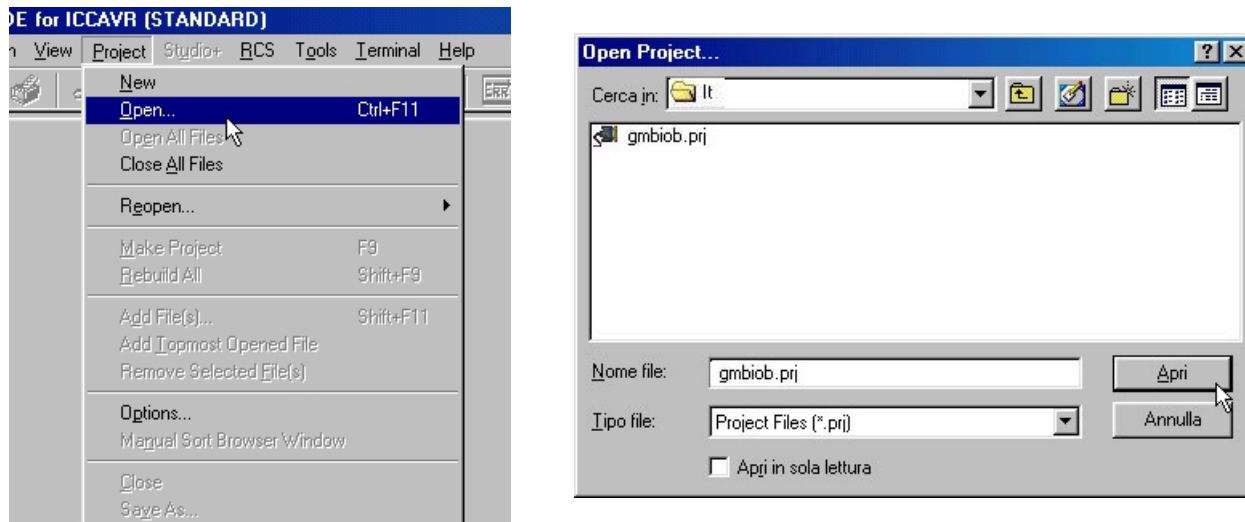 DE for ICCAVR (STANDARD)
View Project Studio+ RCS Tools Terminal Help
New
Open... Ctrl+F11
Open All Files
Close All Files
Reopen...
Make Project F9
Rebuild All Shift+F9
Add File(s)... Shift+F11
Add Topmost Opened File
Remove Selected File(s)
Options...
Manual Sort Browser Window
Close
Save As...
Open Project...
Cerca in: It
gmbiob.prj
Nome file: gmbiob.prj Apri
Tipo file: Project Files (*.prj) Annulla
Apri in sola lettura